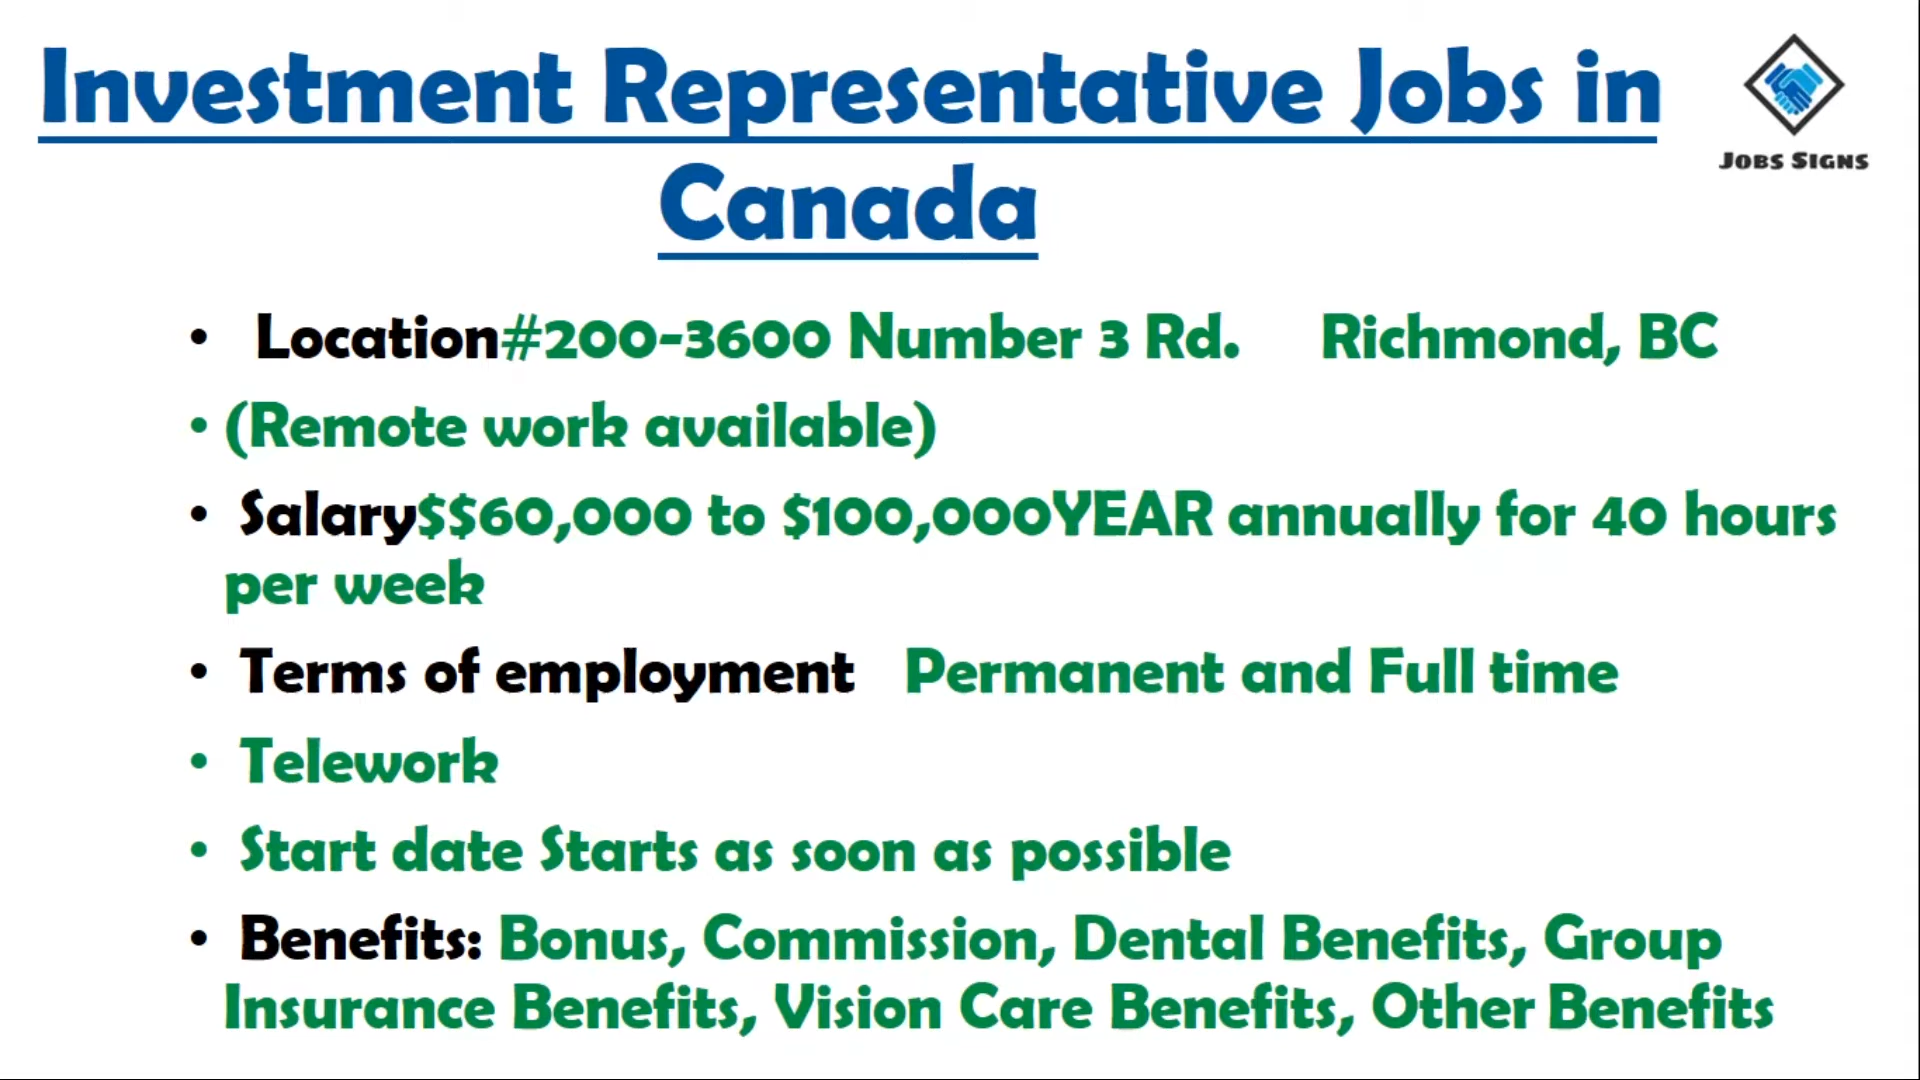 Investment Representative Jobs in
Canada
JOBS SIGNS
• Location#200-3600 Number 3 Rd. Richmond, BC
• (Remote work available)
• Salary$$60,000 to $100,000YEAR annually for 40 hours
per week
• Terms of employment Permanent and Full time
• Telework
• Start date Starts as soon as possible
• Benefits: Bonus, Commission, Dental Benefits, Group
Insurance Benefits, Vision Care Benefits, Other Benefits